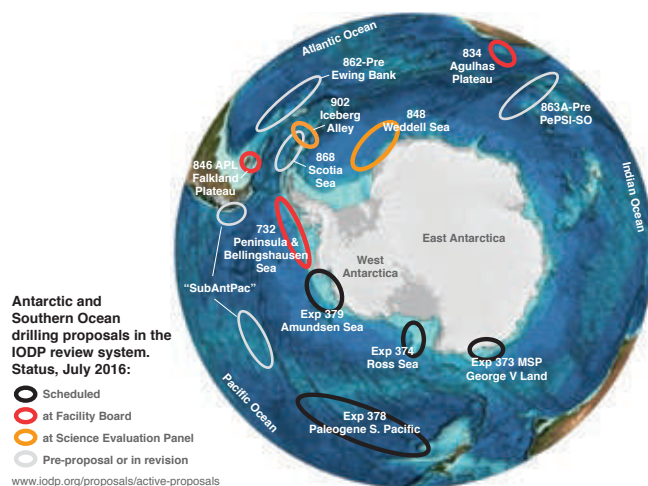 Atlantic Ocean
862-Pre
Ewing Bank
834
Agulhas
Plateau
902
Iceberg
Alley
848
Weddell Sea
863A-Pre
PePSI-SO
846 APL
Falkland
Plateau
868
Scotia
Sea
Indian Ocean
732
Peninsula &
Bellingshausen
Sea
East Antarctica
West
Antarctica
"SubAntPac"
Exp 379
Amundsen Sea
Exp 374
Ross Sea
Exp 373 MSP
George V Land
Pacific Ocean
Exp 378
Paleogene S. Pacific
Antarctic and
Southern Ocean
drilling proposals in the
IODP review system.
Status, July 2016:
Scheduled
at Facility Board
at Science Evaluation Panel
Pre-proposal or in revision
www.iodp.org/proposals/active-proposals